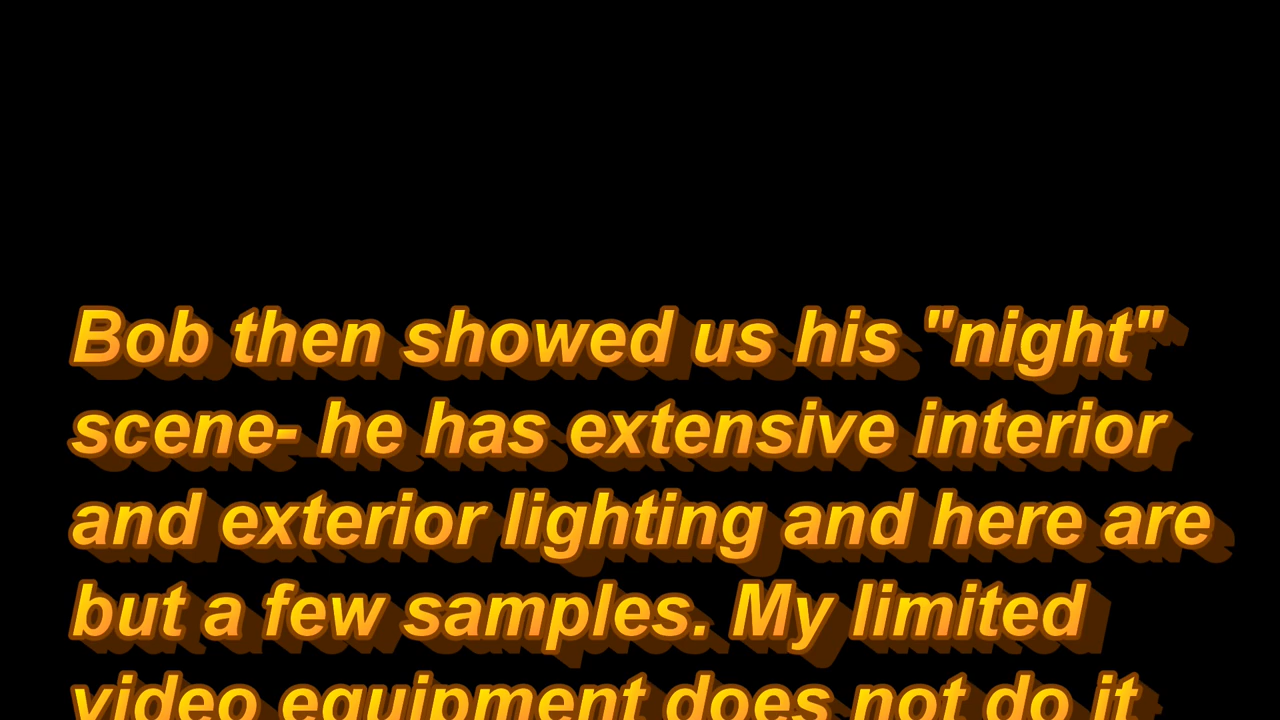 Bob then showed us his "night"
scene- he has extensive interior
and exterior lighting and here are
but a few samples. My limited
video equipment does not do it